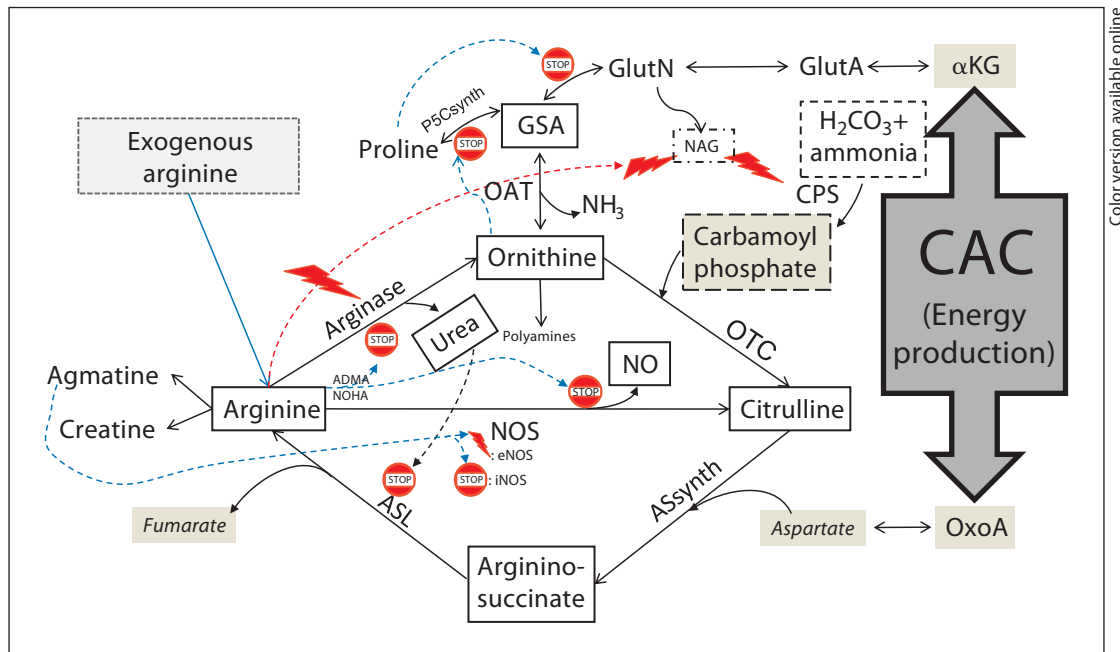 Color version available online
STOP
GlutN
GlutA
αKG
P5Csynth
GSA
H₂CO₃+
ammonia
Exogenous
arginine
Proline
STOP
NAG
OAT
NH₃
CPS
CAC
(Energy
production)
Carbamoyl
phosphate
Ornithine
Arginase
Urea
Polyamines
OTC
STOP
NO
Agmatine
ADMA
NOHA
STOP
Arginine
Citrulline
Creatine
NOS
: eNOS
STOP
STOP
: iNOS
ASL
ASsynth
Fumarate
Aspartate
OxoA
Arginino-
succinate